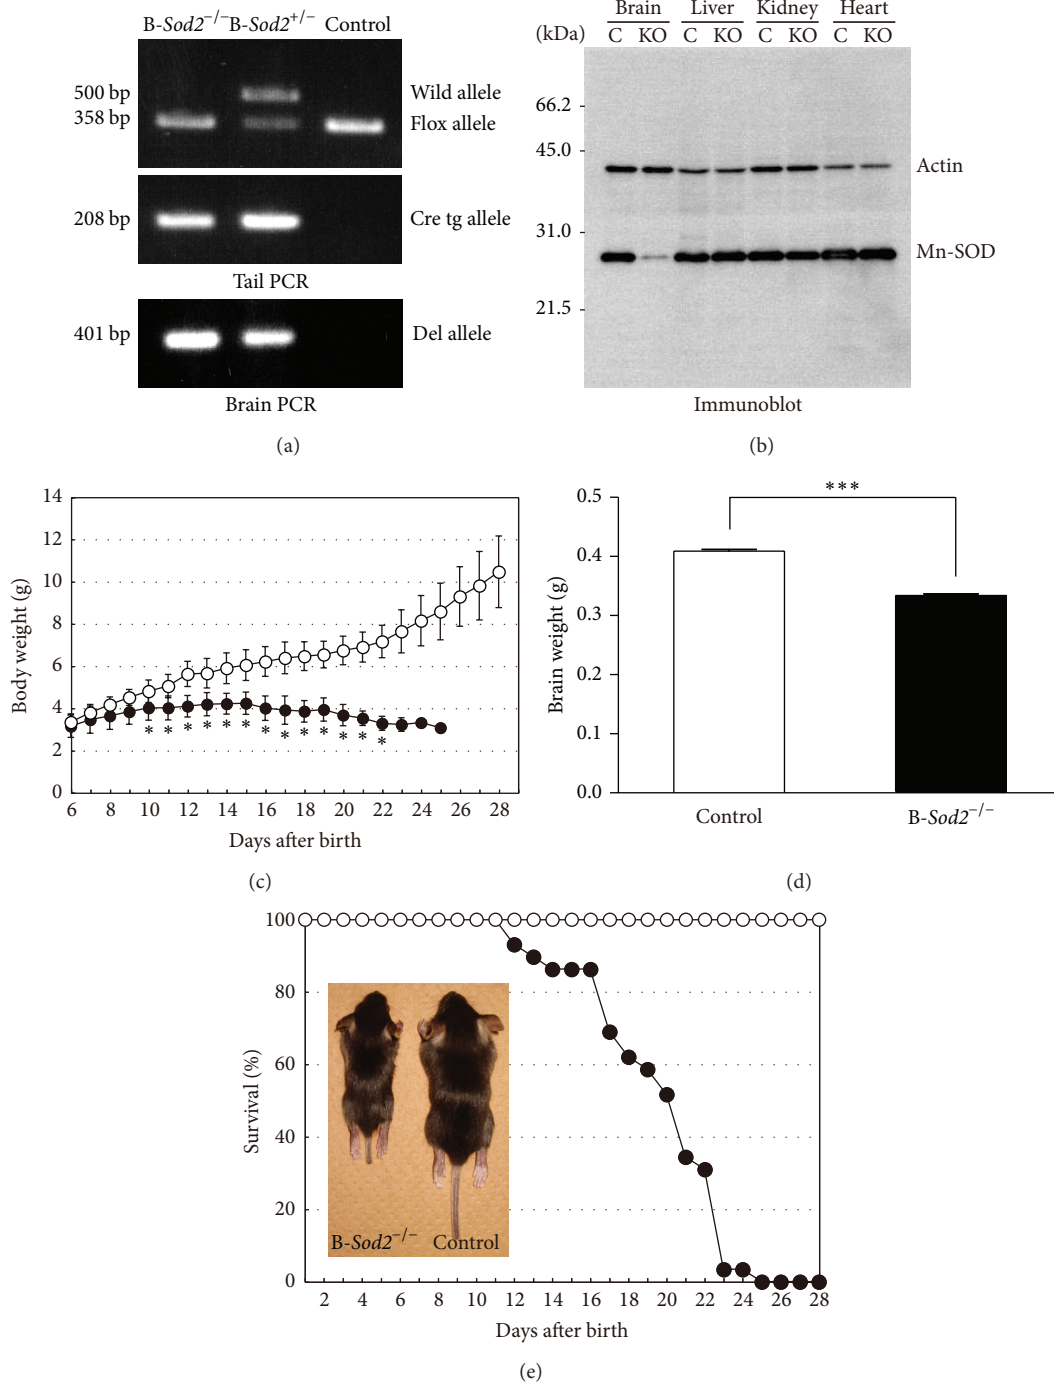 B-Sod2−/− B-Sod2+/− Control
500 bp Wild allele
358 bp Flox allele
208 bp Cre tg allele
Tail PCR
401 bp Del allele
Brain PCR
(a)
Brain Liver Kidney Heart
(kDa) C KO C KO C KO C KO
66.2
45.0
Actin
31.0
Mn-SOD
21.5
Immunoblot
(b)
14
12
10
8
6
4
2
0
Body weight (g)
* * * * * * * * * * * * *
6 8 10 12 14 16 18 20 22 24 26 28
Days after birth
(c)
0.5
0.4
0.3
0.2
0.1
0.0
Brain weight (g)
***
Control B-Sod2−/−
(d)
100
80
60
40
20
0
Survival (%)
B-Sod2−/− Control
2 4 6 8 10 12 14 16 18 20 22 24 26 28
Days after birth
(e)